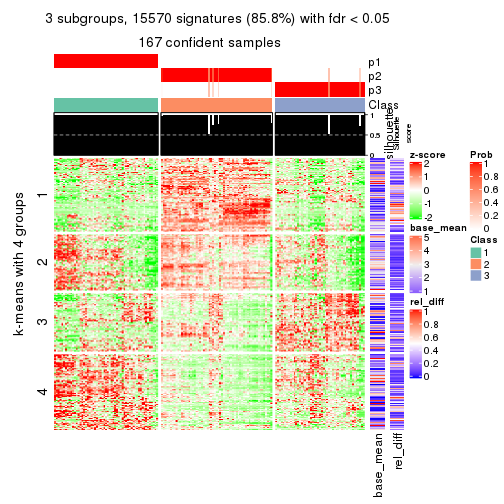 3 subgroups, 15570 signatures (85.8%) with fdr < 0.05
167 confident samples
p1
p2
p3
Class
1
0.5
0
silhouette
Silhouette
score
k-means with 4 groups
1
2
3
4
base_mean
rel_diff
z-score
2
1
0
-1
-2
base_mean
5
4
3
2
1
rel_diff
1
0.8
0.6
0.4
0.2
0
Prob
1
0.8
0.6
0.4
0.2
0
Class
1
2
3